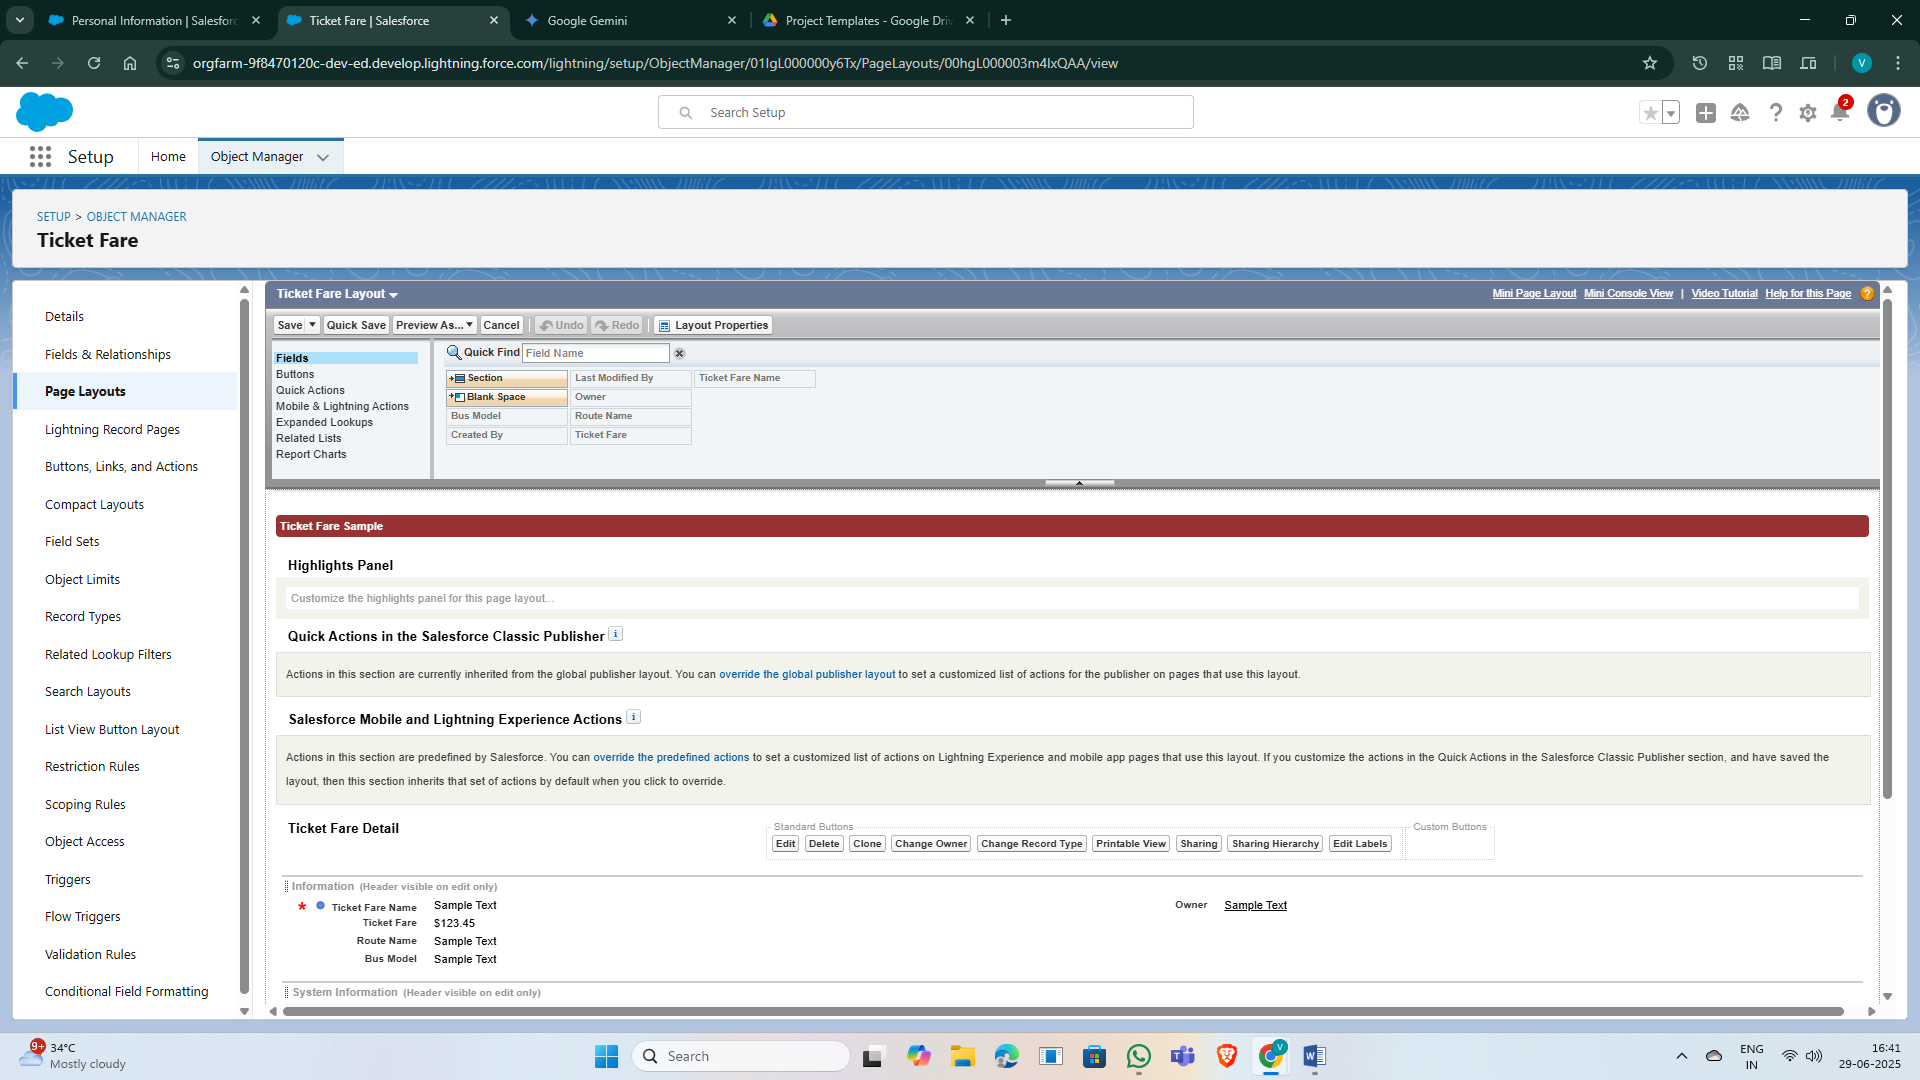 Personal Information | Salesforc
Ticket Fare | Salesforce
Google Gemini
Project Templates - Google Driv
orgfarm-9f8470120c-dev-ed.develop.lightning.force.com/lightning/setup/ObjectManager/01IgL000000y6Tx/PageLayouts/00hgL000003m4lxQAA/view
V
Search Setup
2
Setup
Home
Object Manager
SETUP > OBJECT MANAGER
Ticket Fare
Details
Fields & Relationships
Page Layouts
Lightning Record Pages
Buttons, Links, and Actions
Compact Layouts
Field Sets
Object Limits
Record Types
Related Lookup Filters
Search Layouts
List View Button Layout
Restriction Rules
Scoping Rules
Object Access
Triggers
Flow Triggers
Validation Rules
Conditional Field Formatting
Ticket Fare Layout
Mini Page Layout Mini Console View | Video Tutorial Help for this Page ?
Save Quick Save Preview As... Cancel Undo Redo Layout Properties
Fields
Buttons
Quick Actions
Mobile & Lightning Actions
Expanded Lookups
Related Lists
Report Charts
Quick Find Field Name
Section Last Modified By Ticket Fare Name
Blank Space Owner
Bus Model Route Name
Created By Ticket Fare
Ticket Fare Sample
Highlights Panel
Customize the highlights panel for this page layout...
Quick Actions in the Salesforce Classic Publisher i
Actions in this section are currently inherited from the global publisher layout. You can override the global publisher layout to set a customized list of actions for the publisher on pages that use this layout.
Salesforce Mobile and Lightning Experience Actions i
Actions in this section are predefined by Salesforce. You can override the predefined actions to set a customized list of actions on Lightning Experience and mobile app pages that use this layout. If you customize the actions in the Quick Actions in the Salesforce Classic Publisher section, and have saved the
layout, then this section inherits that set of actions by default when you click to override.
Ticket Fare Detail
Standard Buttons
Edit Delete Clone Change Owner Change Record Type Printable View Sharing Sharing Hierarchy Edit Labels
Custom Buttons
Information (Header visible on edit only)
* Ticket Fare Name Sample Text
Owner Sample Text
Ticket Fare $123.45
Route Name Sample Text
Bus Model Sample Text
System Information (Header visible on edit only)
9+
34°C
Mostly cloudy
Search
V
ENG
IN
16:41
29-06-2025